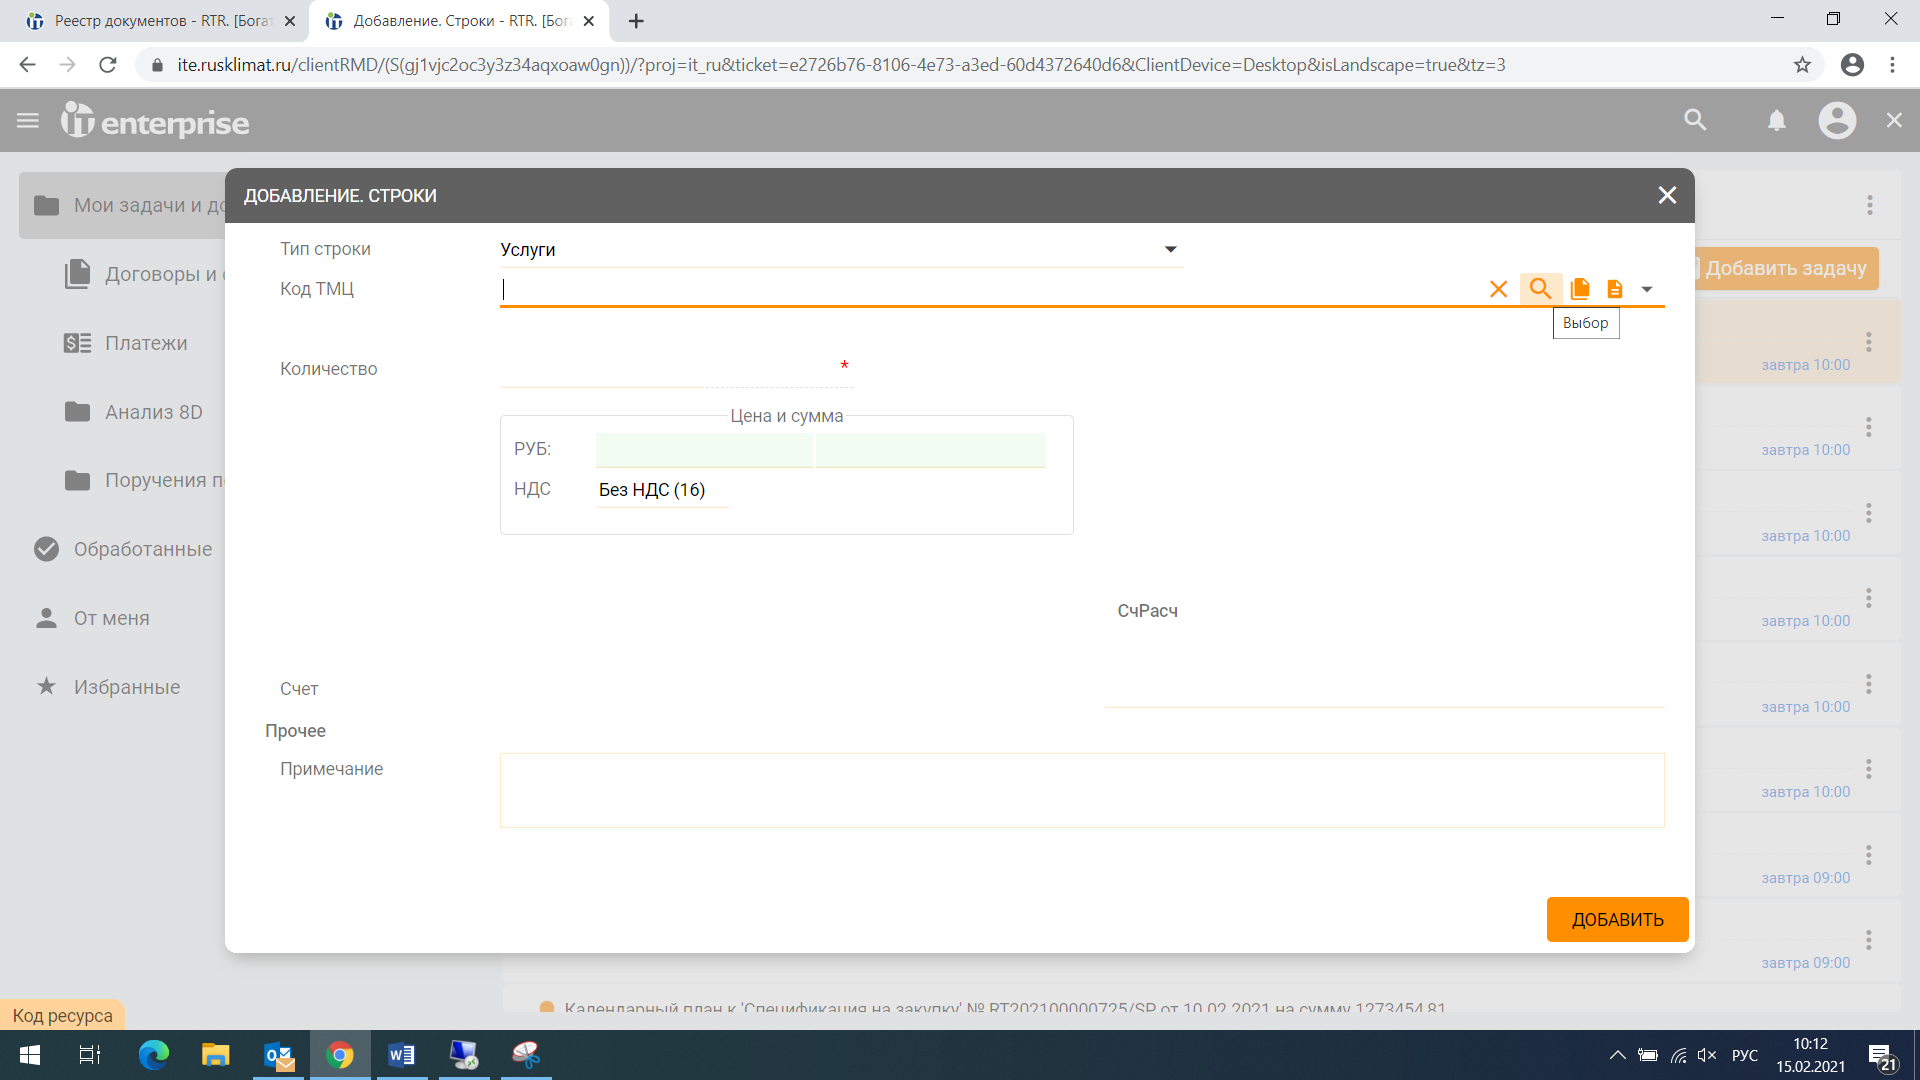 Реестр документов - RTR. [Богат
Добавление. Строки - RTR. [Бог
ite.rusklimat.ru/clientRMD/(S(gj1vjc2oc3y3z34aqxoaw0gn))/?proj=it_ru&ticket=e2726b76-8106-4e73-a3ed-60d4372640d6&ClientDevice=Desktop&isLandscape=true&tz=3
it enterprise
Мои задачи и до
Договоры и с
Платежи
Анализ 8D
Поручения п
Обработанные
От меня
Избранные
Код ресурса
ДОБАВЛЕНИЕ. СТРОКИ
Тип строки
Услуги
Код ТМЦ
Выбор
Количество
*
Цена и сумма
РУБ:
НДС
Без НДС (16)
СчРасч
Счет
Прочее
Примечание
ДОБАВИТЬ
Добавить задачу
завтра 10:00
завтра 10:00
завтра 10:00
завтра 10:00
завтра 10:00
завтра 10:00
завтра 09:00
завтра 09:00
Календарный план к 'Спецификация на закупку' № RT202100000725/SP от 10.02.2021 на сумму 1273454.81
РУС
10:12
15.02.2021
21